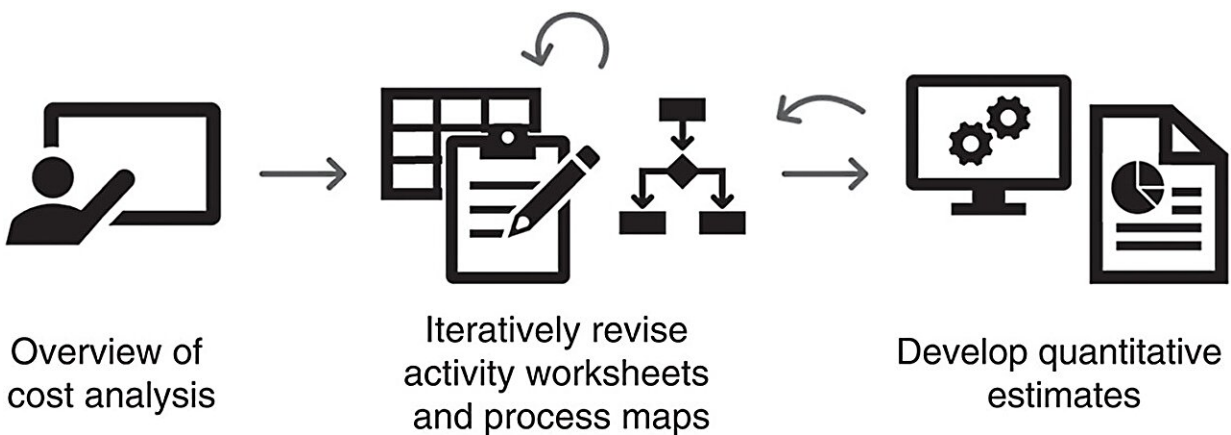 Overview of
cost analysis
Iteratively revise
activity worksheets
and process maps
Develop quantitative
estimates